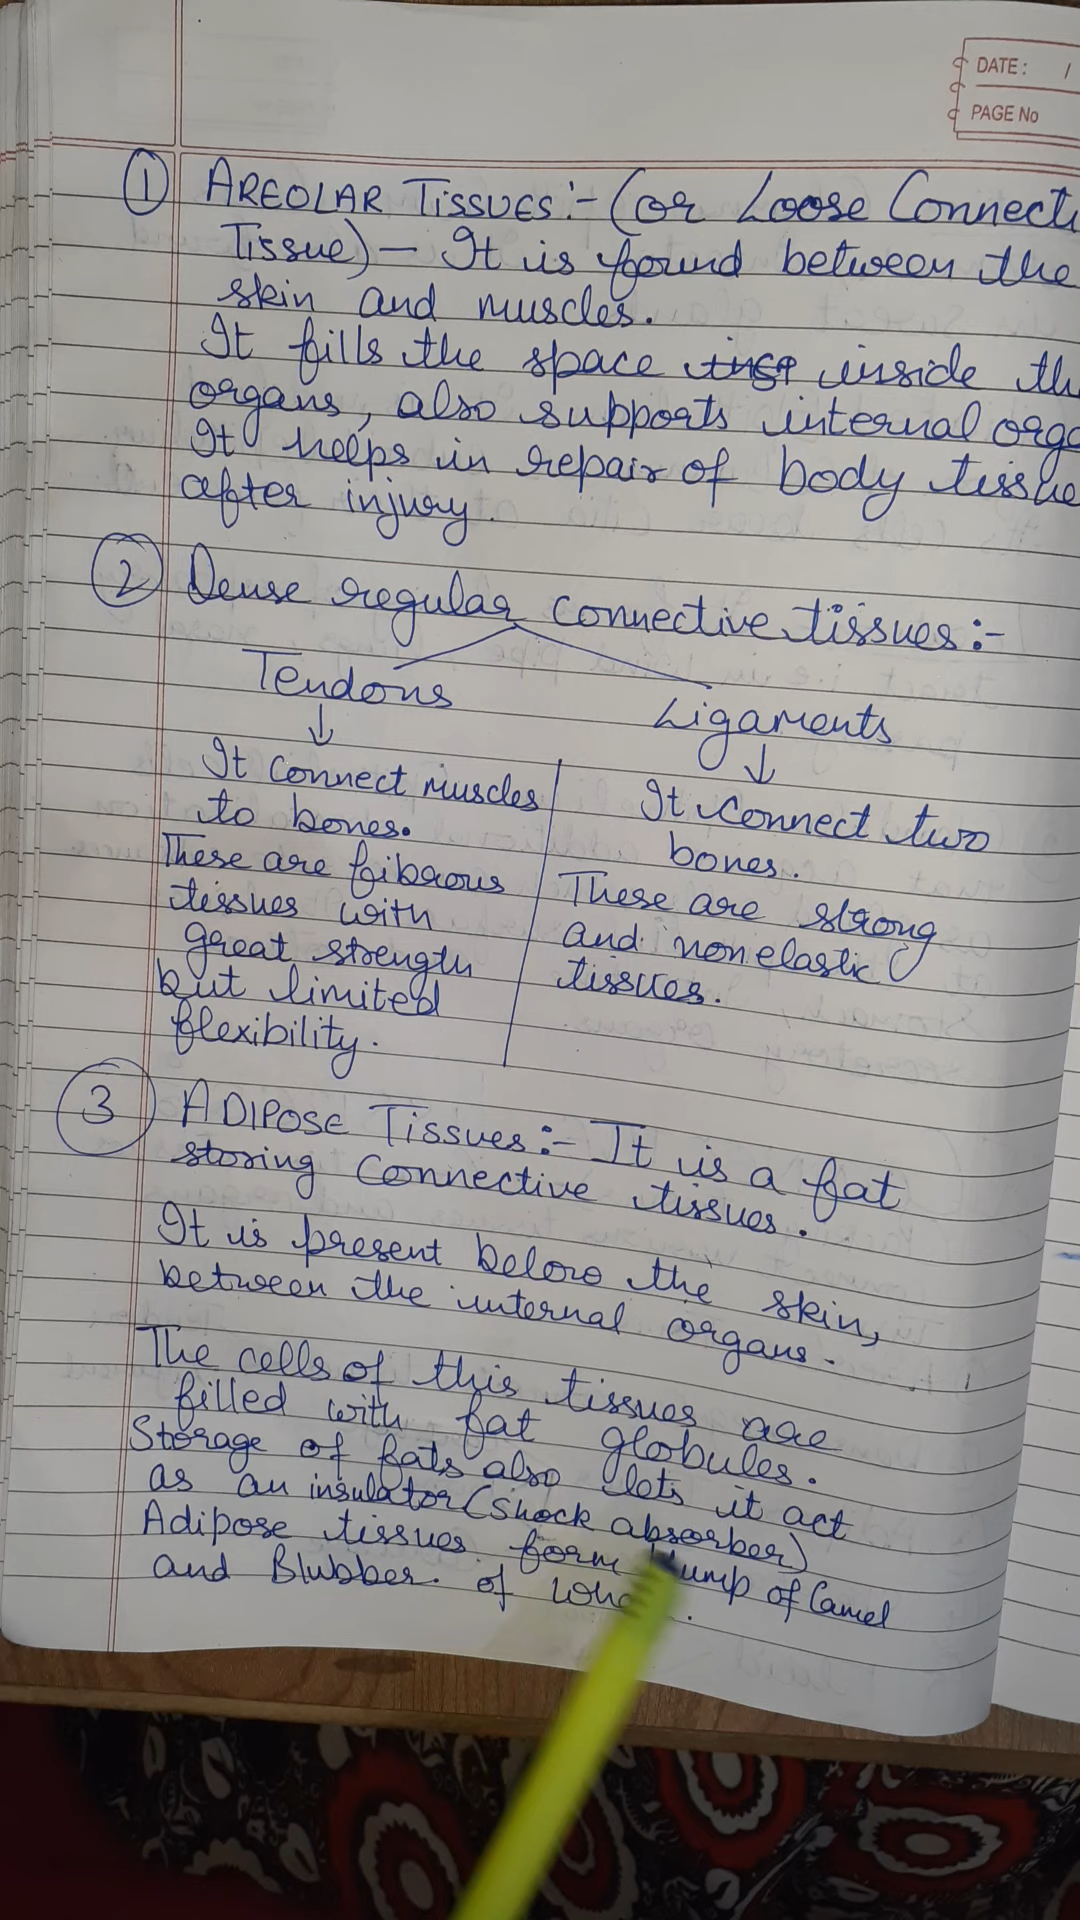 DATE: /
PAGE No
① AREOLAR TISSUES:- (or Loose Connecti
Tissue) – It is found between the
skin and muscles.
It fills the space inside th
organs, also supports internal orga
It helps in repair of body tissue
after injury.
② Dense regular connective tissues:-
Tendons
Ligaments
It connect muscles
to bones.
These are fibrous
tissues with
great strength
but limited
flexibility.
It connect two
bones.
These are strong
and nonelastic
tissues.
③ ADIPOSE TISSUES:- It is a fat
storing connective tissues.
It is present below the skin,
between the internal organs.
The cells of this tissues are
filled with fat globules.
Storage of fats also lets it act
as an insulator (shock absorber)
Adipose tissues form Hump of Camel
and Blubber of